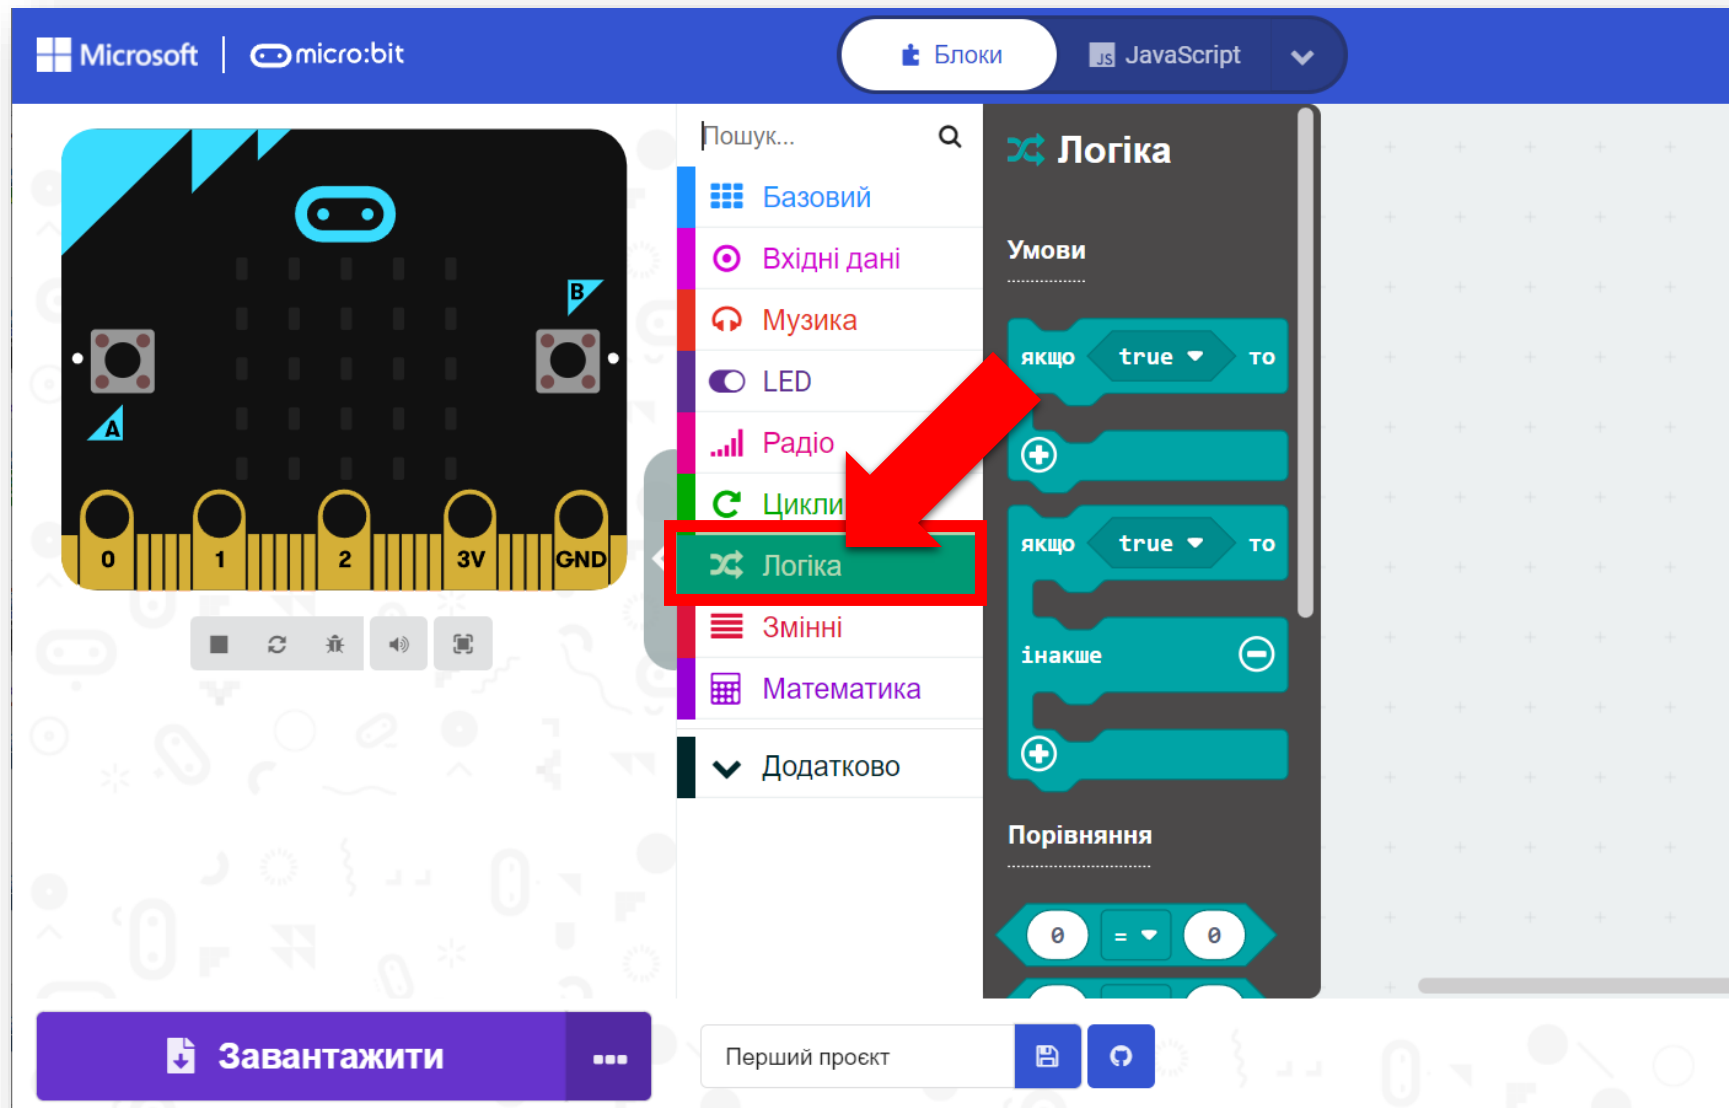 Microsoft micro:bit
Блоки
JavaScript
Пошук...
Базовий
Вхідні дані
Музика
LED
Радіо
Цикли
Логіка
Змінні
Математика
Додатково
Логіка
Умови
якщо true то
якщо true то
інакше
Порівняння
0 = 0
A
B
0 1 2 3V GND
Завантажити
Перший проєкт